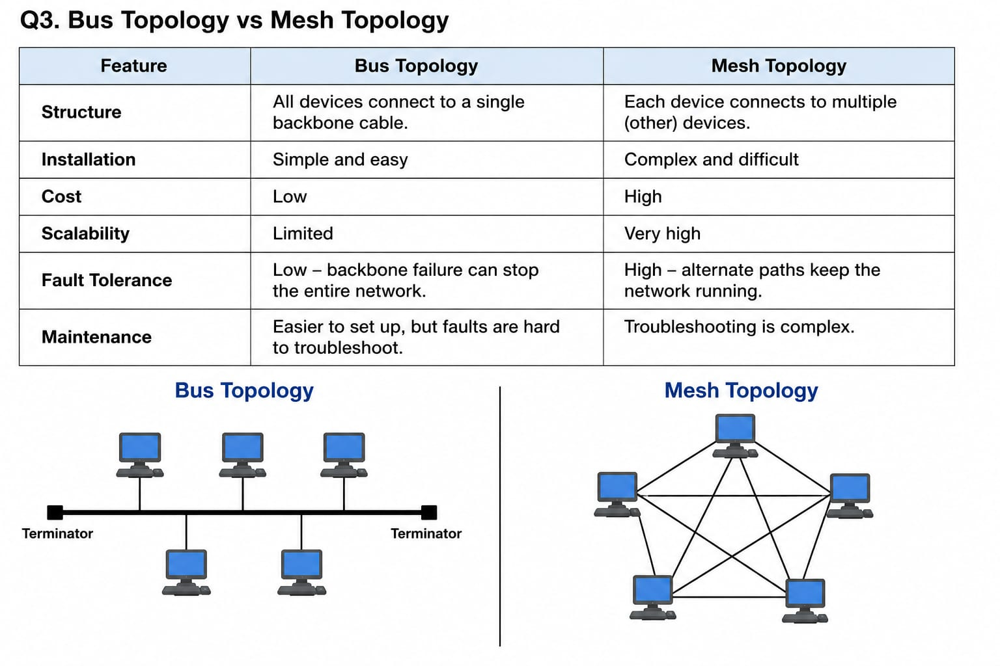 Q3. Bus Topology vs Mesh Topology
Feature
Bus Topology
Mesh Topology
Structure
All devices connect to a single
backbone cable.
Each device connects to multiple
(other) devices.
Installation
Simple and easy
Complex and difficult
Cost
Low
High
Scalability
Limited
Very high
Fault Tolerance
Low – backbone failure can stop
the entire network.
High – alternate paths keep the
network running.
Maintenance
Easier to set up, but faults are hard
to troubleshoot.
Troubleshooting is complex.
Bus Topology
Terminator
Terminator
Mesh Topology